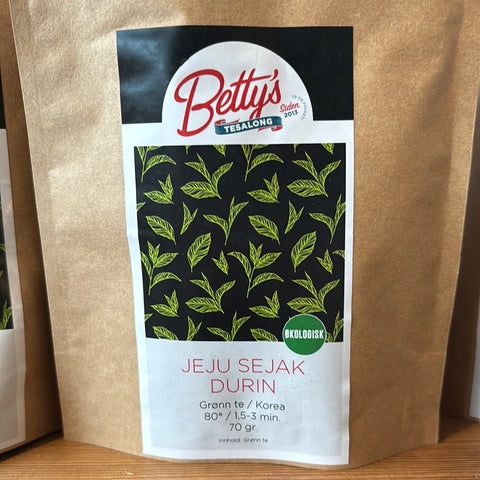 Betty's
TESALONG
Siden
2013
ØKOLOGISK
JEJU SEJAK
DURIN
Grønn te / Korea
80° / 1,5-3 min.
70 gr.
Innhold: Grønn te